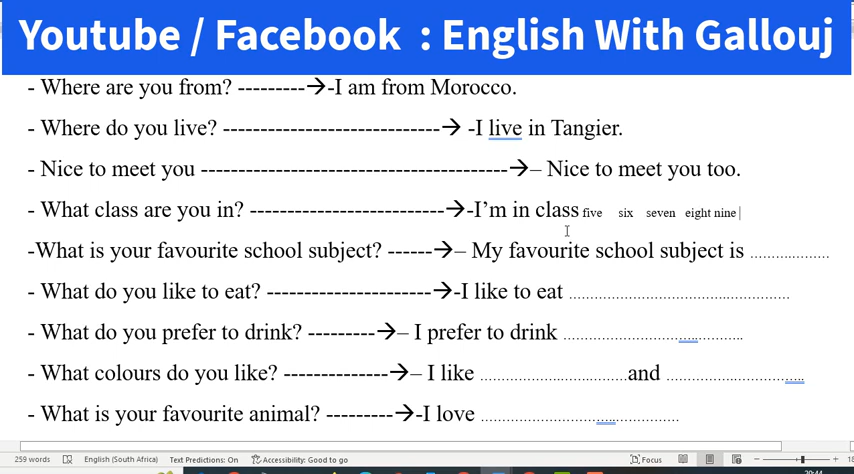 Youtube / Facebook : English With Gallouj
- Where are you from? ---------→-I am from Morocco.
- Where do you live? -----------------------------→ -I live in Tangier.
- Nice to meet you -----------------------------------------→– Nice to meet you too.
- What class are you in? --------------------------→-I'm in class five six seven eight nine
-What is your favourite school subject? ------→– My favourite school subject is ....................
- What do you like to eat? ----------------------→-I like to eat ........................................................
- What do you prefer to drink? ---------→– I prefer to drink .............................................
- What colours do you like? --------------→– I like .....................................and ...................................
- What is your favourite animal? ---------→-I love ..................................................
259 words English (South Africa) Text Predictions: On Accessibility: Good to go Focus
20:44